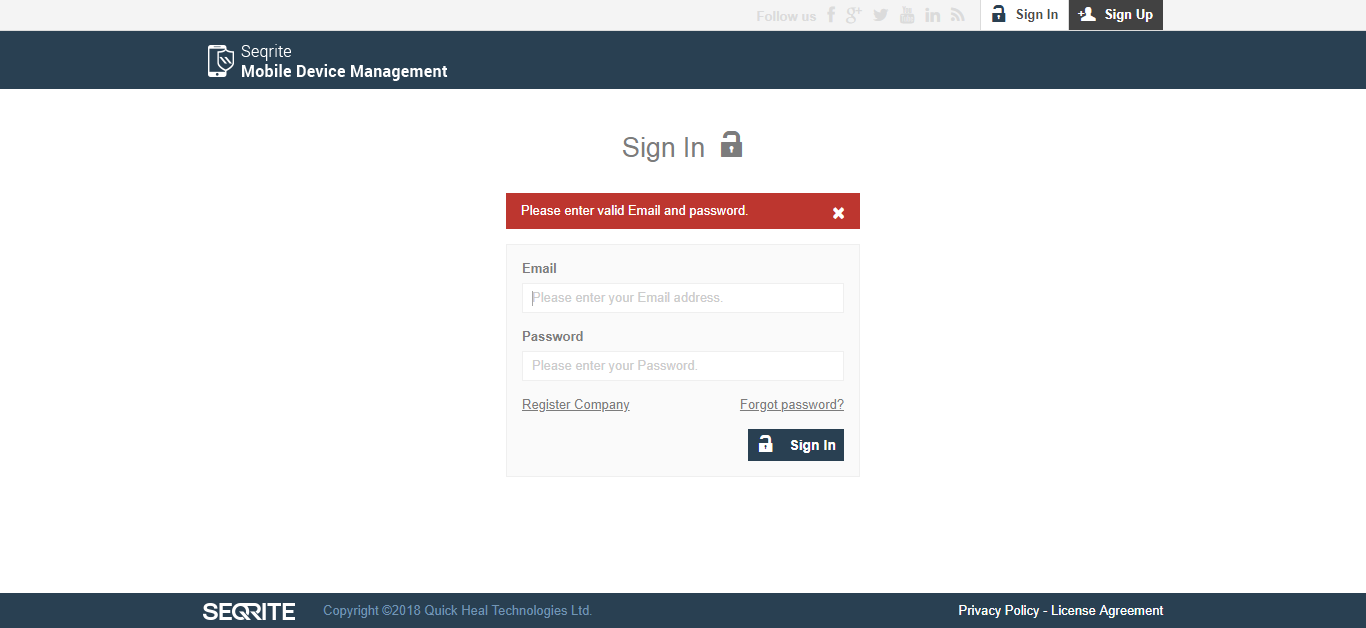 Follow us
Sign In
Sign Up
Seqrite
Mobile Device Management
Sign In
Please enter valid Email and password.
Email
Please enter your Email address.
Password
Please enter your Password.
Register Company
Forgot password?
Sign In
SEQRITE
Copyright ©2018 Quick Heal Technologies Ltd.
Privacy Policy - License Agreement